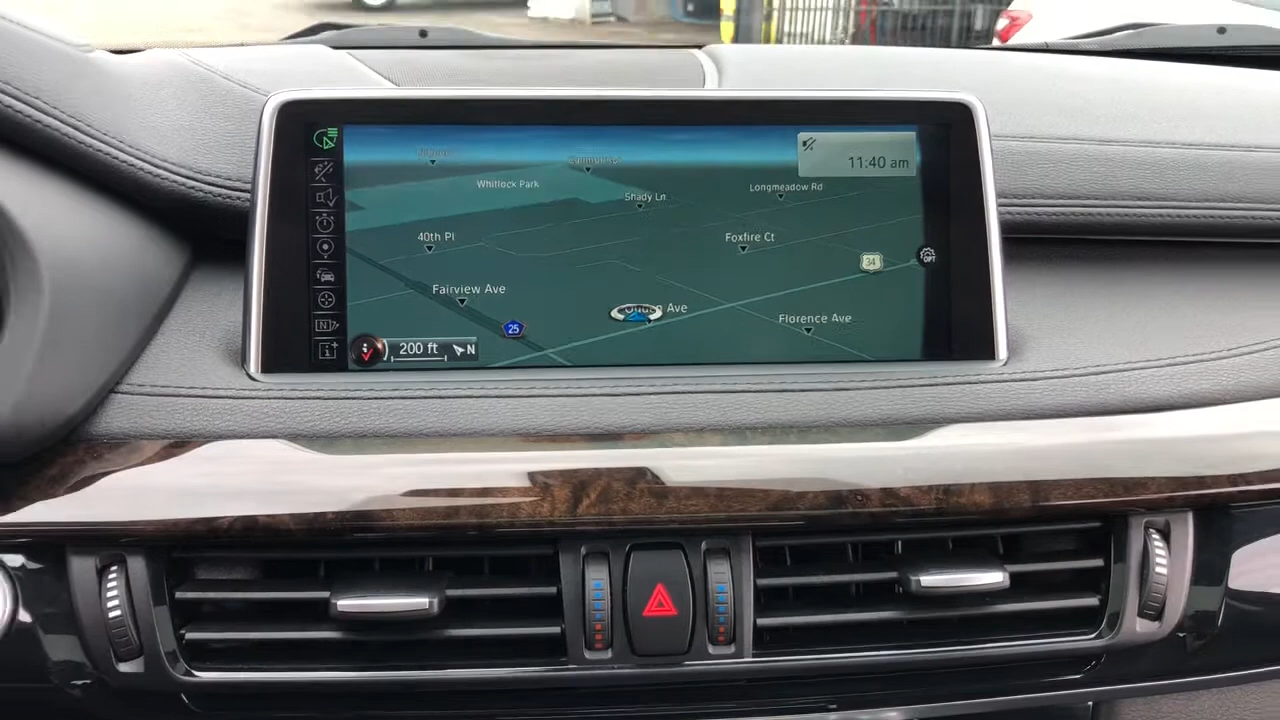 11:40 am
Whitlock Park
Longmeadow Rd
Shady Ln
40th Pl
Foxfire Ct
34
OPT
Fairview Ave
Ave
Florence Ave
25
200 ft
N
N
i